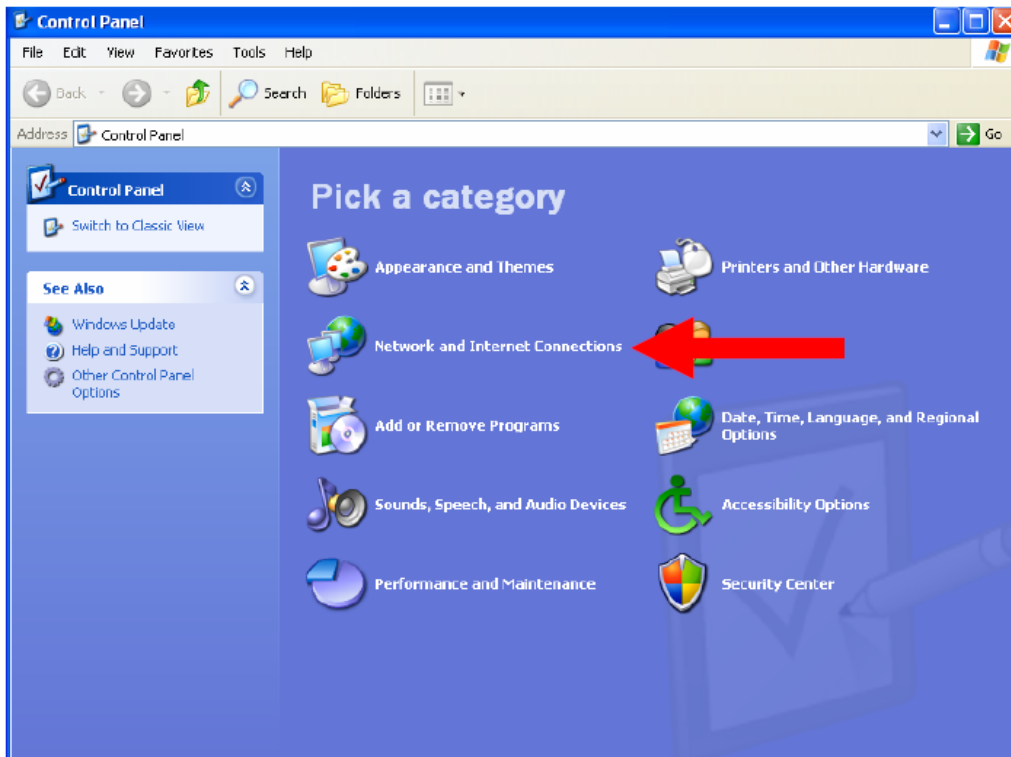 Control Panel
File Edit View Favorites Tools Help
Back Search Folders
Address Control Panel Go
Control Panel
Switch to Classic View
See Also
Windows Update
Help and Support
Other Control Panel
Options
Pick a category
Appearance and Themes
Printers and Other Hardware
Network and Internet Connections
Add or Remove Programs
Date, Time, Language, and Regional
Options
Sounds, Speech, and Audio Devices
Accessibility Options
Performance and Maintenance
Security Center